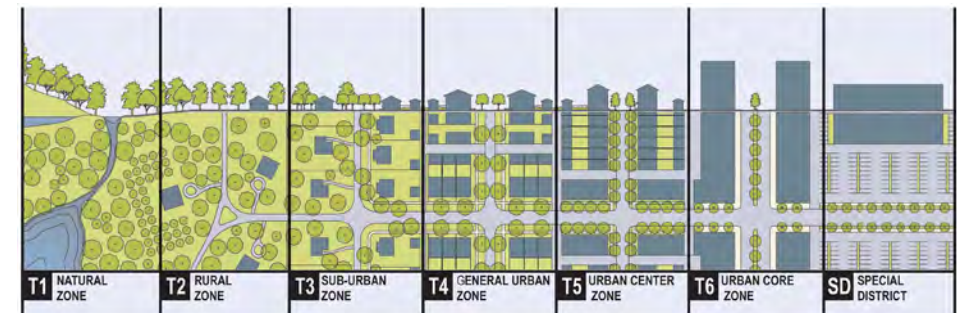 T1 NATURAL
ZONE
T2 RURAL
ZONE
T3 SUB-URBAN
ZONE
T4 GENERAL URBAN
ZONE
T5 URBAN CENTER
ZONE
T6 URBAN CORE
ZONE
SD SPECIAL
DISTRICT